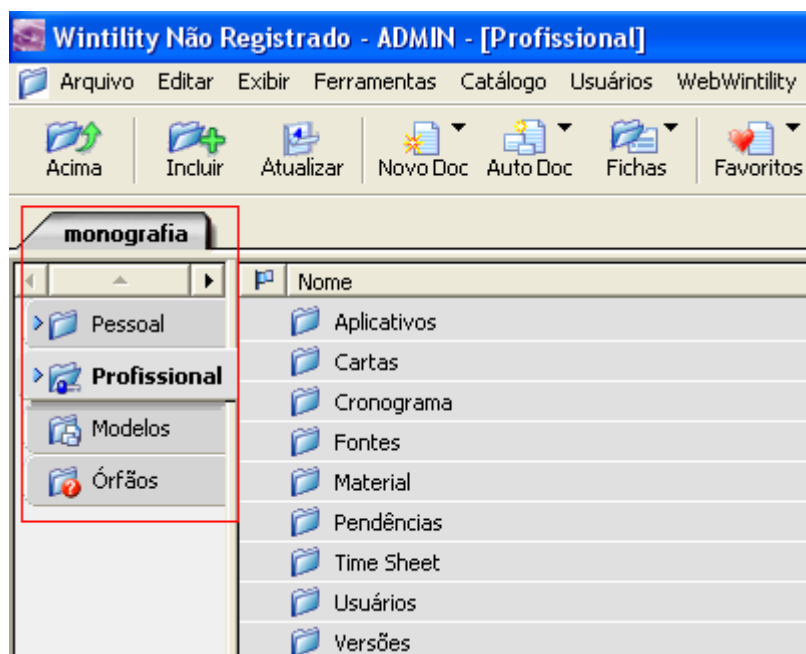 Wintility Não Registrado - ADMIN - [Profissional]
Arquivo Editar Exibir Ferramentas Catálogo Usuários WebWintility
Acima Incluir Atualizar Novo Doc Auto Doc Fichas Favoritos
monografia
Nome
Pessoal
Profissional
Modelos
Órfãos
Aplicativos
Cartas
Cronograma
Fontes
Material
Pendências
Time Sheet
Usuários
Versões